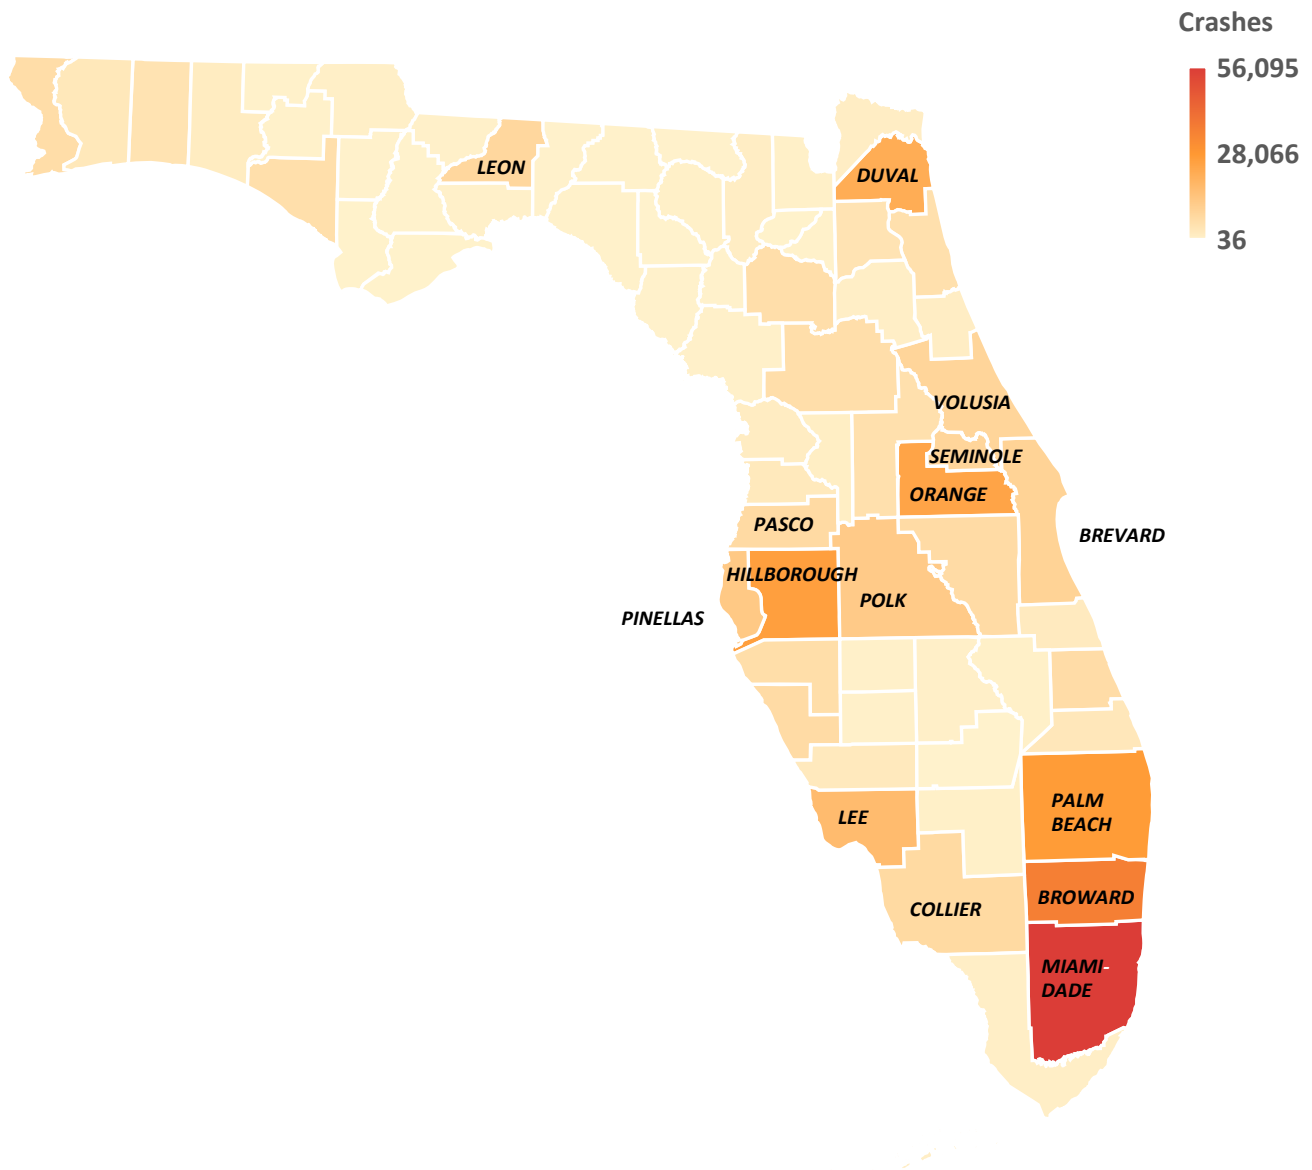 Crashes
56,095
28,066
36
LEON
DUVAL
VOLUSIA
SEMINOLE
ORANGE
PASCO
BREVARD
HILLBOROUGH
POLK
PINELLAS
PALM
BEACH
LEE
BROWARD
COLLIER
MIAMI-
DADE